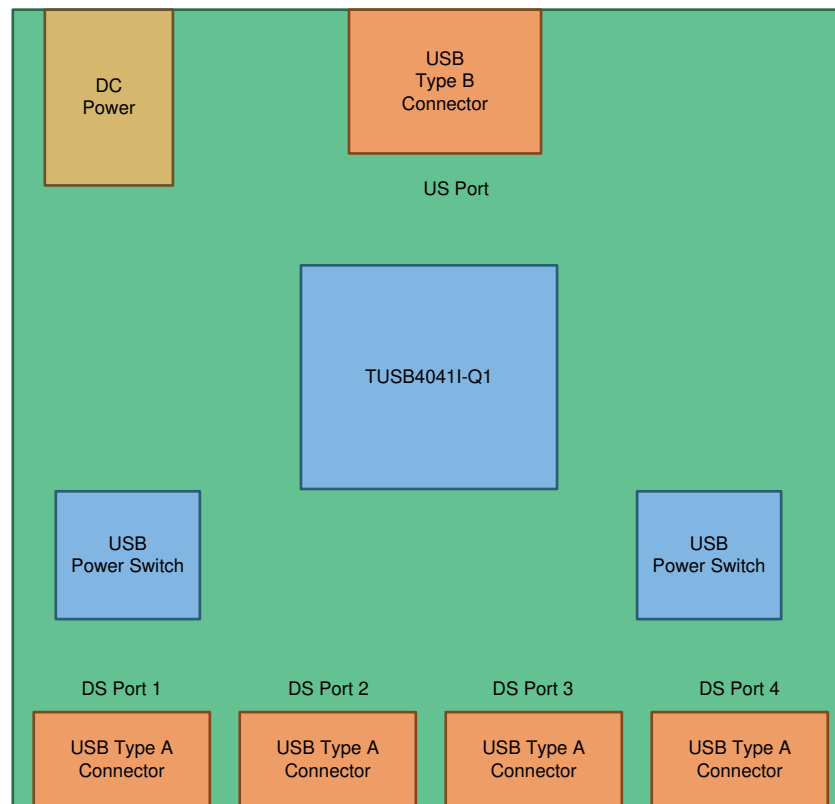 DC
Power
USB
Type B
Connector
US Port
TUSB4041I-Q1
USB
Power Switch
USB
Power Switch
DS Port 1
DS Port 2
DS Port 3
DS Port 4
USB Type A
Connector
USB Type A
Connector
USB Type A
Connector
USB Type A
Connector